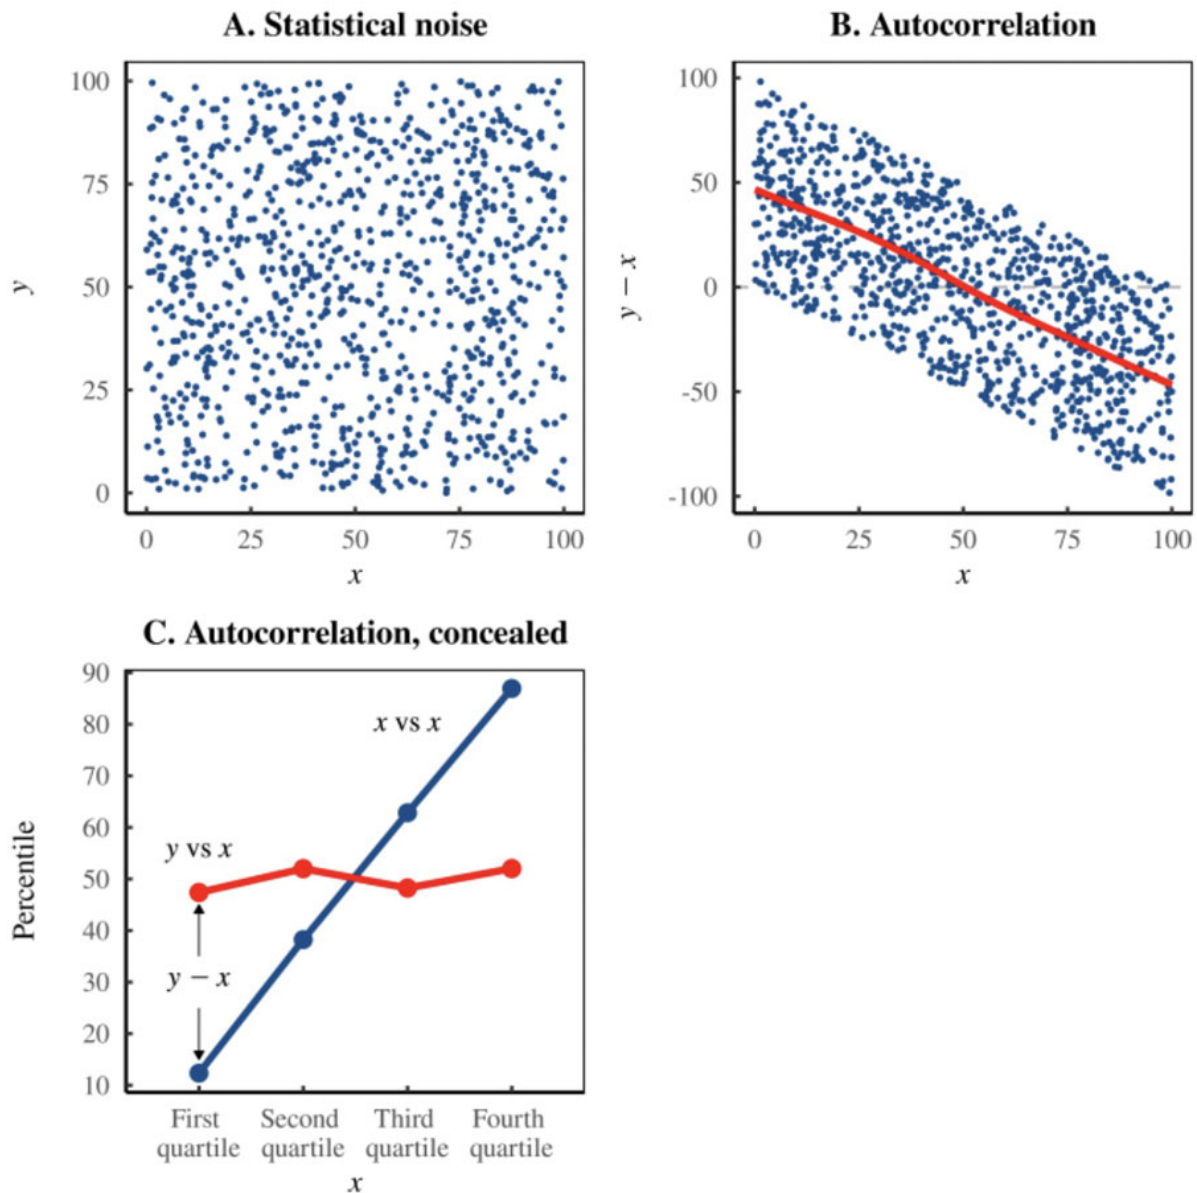 A. Statistical noise
y
100
75
50
25
0
0 25 50 75 100
x
B. Autocorrelation
y − x
100
50
0
-50
-100
0 25 50 75 100
x
C. Autocorrelation, concealed
Percentile
90
80
70
60
50
40
30
20
10
x vs x
y vs x
y − x
First Second Third Fourth
quartile quartile quartile quartile
x